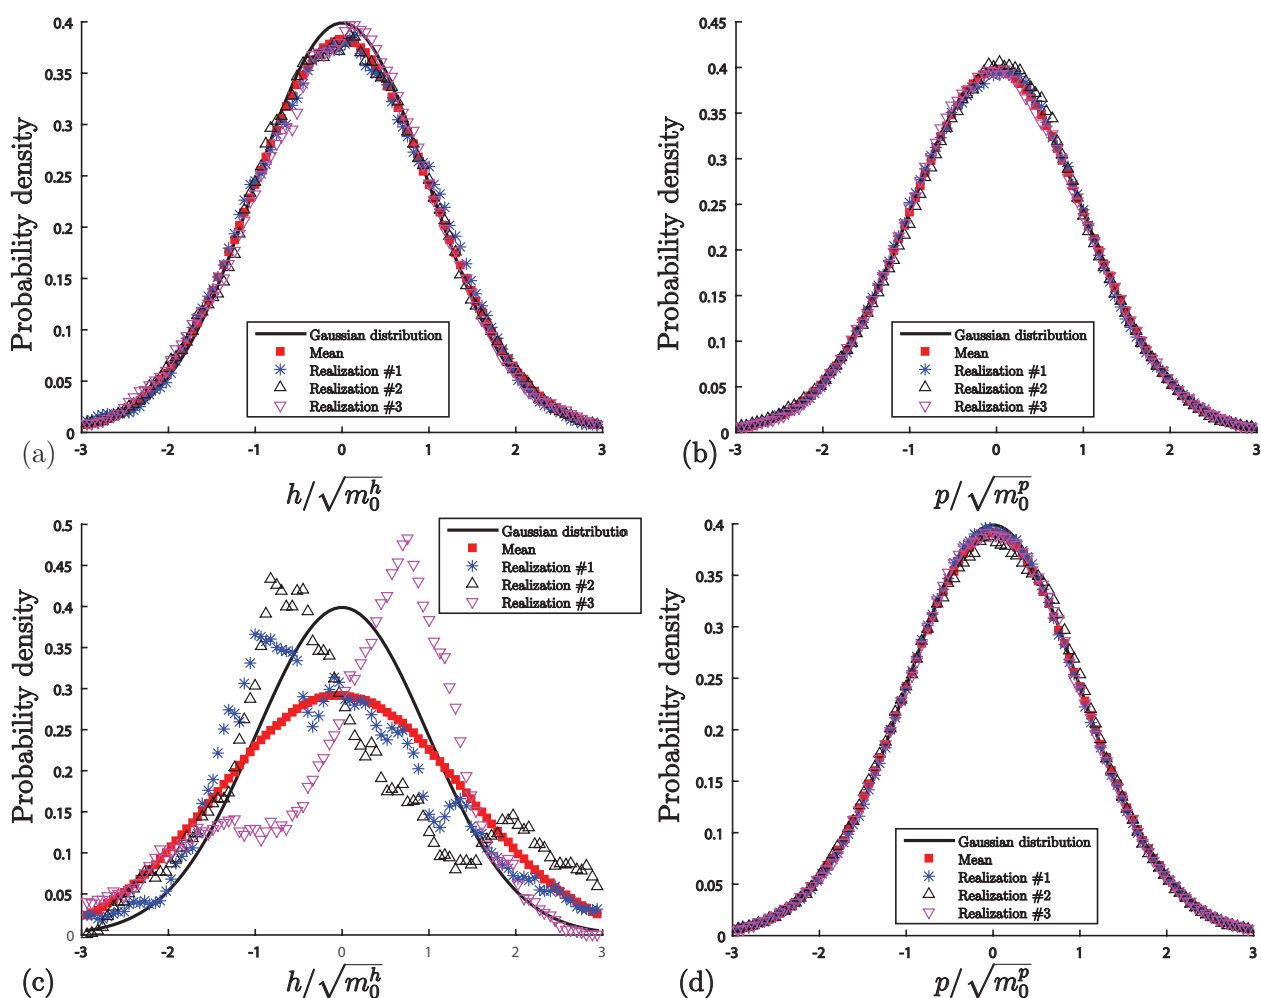 0.4
0.35
0.3
0.25
0.2
0.15
0.1
0.05
0
-3 -2 -1 0 1 2 3
Probability density
Gaussian distribution
Mean
Realization #1
Realization #2
Realization #3
(a)
h/√m₀ʰ
0.45
0.4
0.35
0.3
0.25
0.2
0.15
0.1
0.05
0
-3 -2 -1 0 1 2 3
Probability density
Gaussian distribution
Mean
Realization #1
Realization #2
Realization #3
(b)
p/√m₀ᵖ
0.5
0.45
0.4
0.35
0.3
0.25
0.2
0.15
0.1
0.05
0
-3 -2 -1 0 1 2 3
Probability density
Gaussian distributio
Mean
Realization #1
Realization #2
Realization #3
(c)
h/√m₀ʰ
0.4
0.35
0.3
0.25
0.2
0.15
0.1
0.05
0
-3 -2 -1 0 1 2 3
Probability density
Gaussian distribution
Mean
Realization #1
Realization #2
Realization #3
(d)
p/√m₀ᵖ